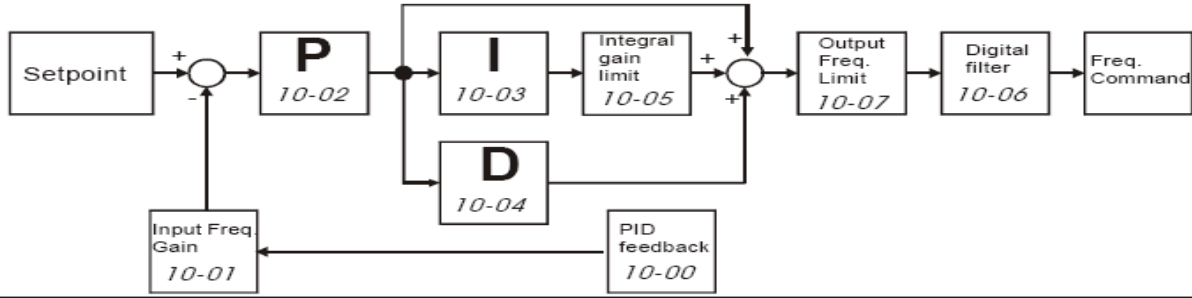 Setpoint
+
-
P
10-02
I
10-03
Integral
gain
limit
10-05
D
10-04
+
+
+
Output
Freq.
Limit
10-07
Digital
filter
10-06
Freq.
Command
Input Freq.
Gain
10-01
PID
feedback
10-00